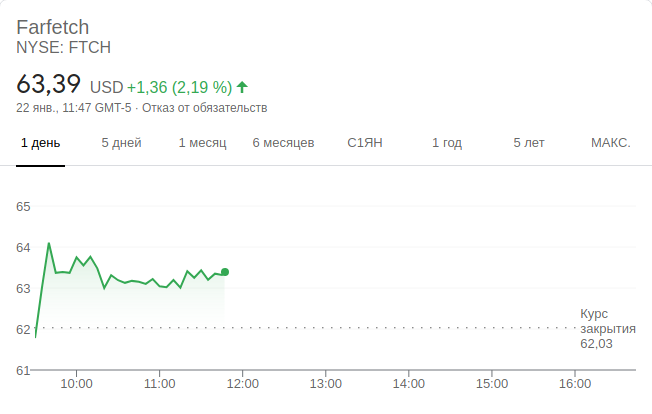 Farfetch
NYSE: FTCH
63,39 USD +1,36 (2,19 %)
22 янв., 11:47 GMT-5 · Отказ от обязательств
1 день 5 дней 1 месяц 6 месяцев С1ЯН 1 год 5 лет МАКС.
65
64
63
62
61
Курс
закрытия
62,03
10:00 11:00 12:00 13:00 14:00 15:00 16:00